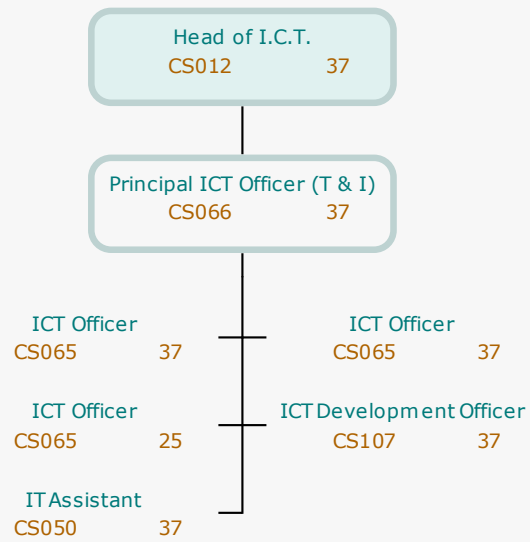 Head of I.C.T.
CS012 37
Principal ICT Officer (T & I)
CS066 37
ICT Officer
CS065 37
ICT Officer
CS065 37
ICT Officer
CS065 25
ICT Development Officer
CS107 37
IT Assistant
CS050 37